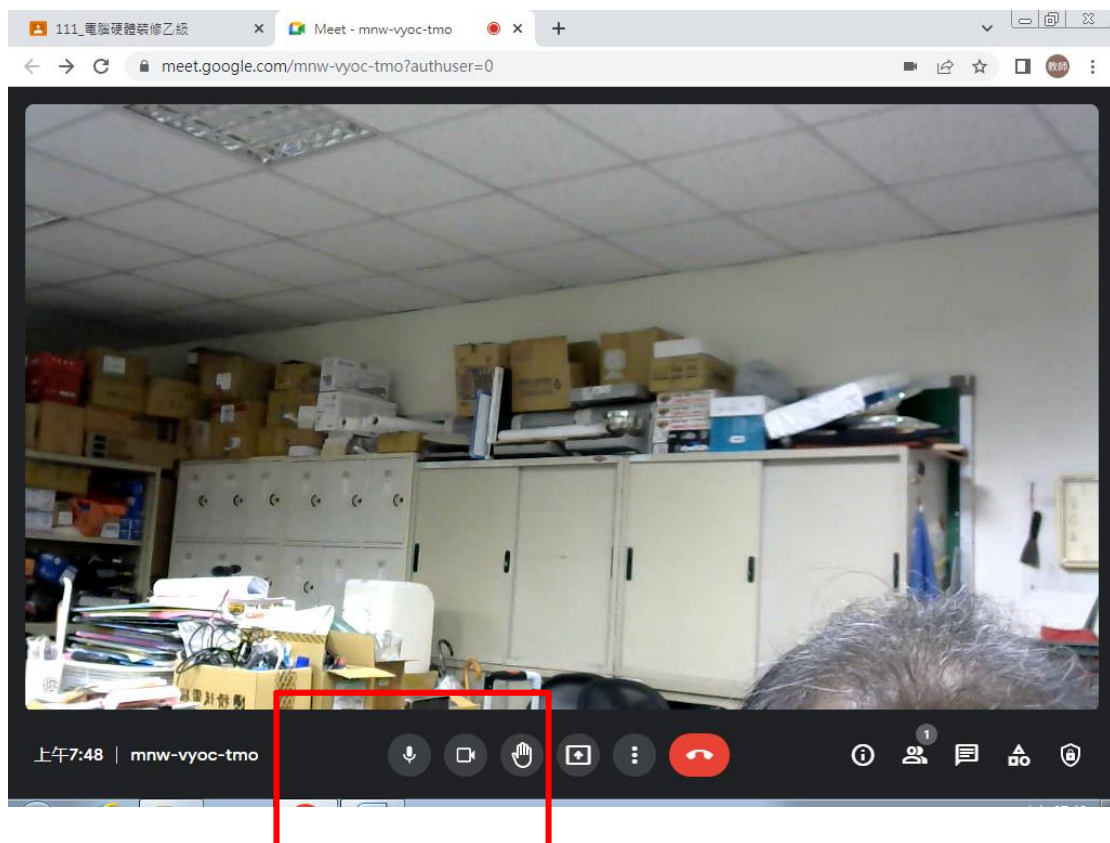 111_電腦硬體裝修乙級
Meet - mnw-vyoc-tmo
meet.google.com/mnw-vyoc-tmo?authuser=0
教師
1
上午7:48 | mnw-vyoc-tmo